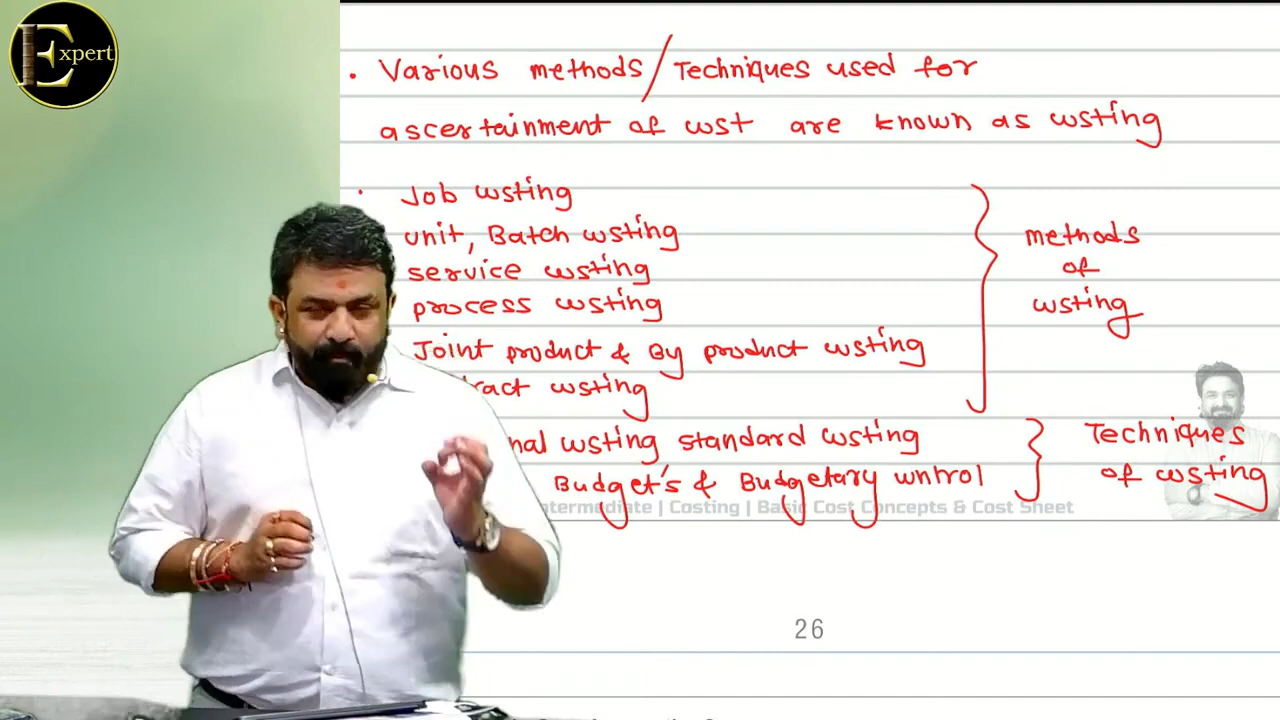 Expert
. Various methods / Techniques used for
ascertainment of cost are known as costing
. Job costing
unit, Batch costing
service costing
process costing
Joint product & By product costing
ract costing
nal costing standard costing
Budget's & Budgetary control
methods
of
costing
Techniques
of costing
ntermediate | Costing | Basic Cost Concepts & Cost Sheet
26